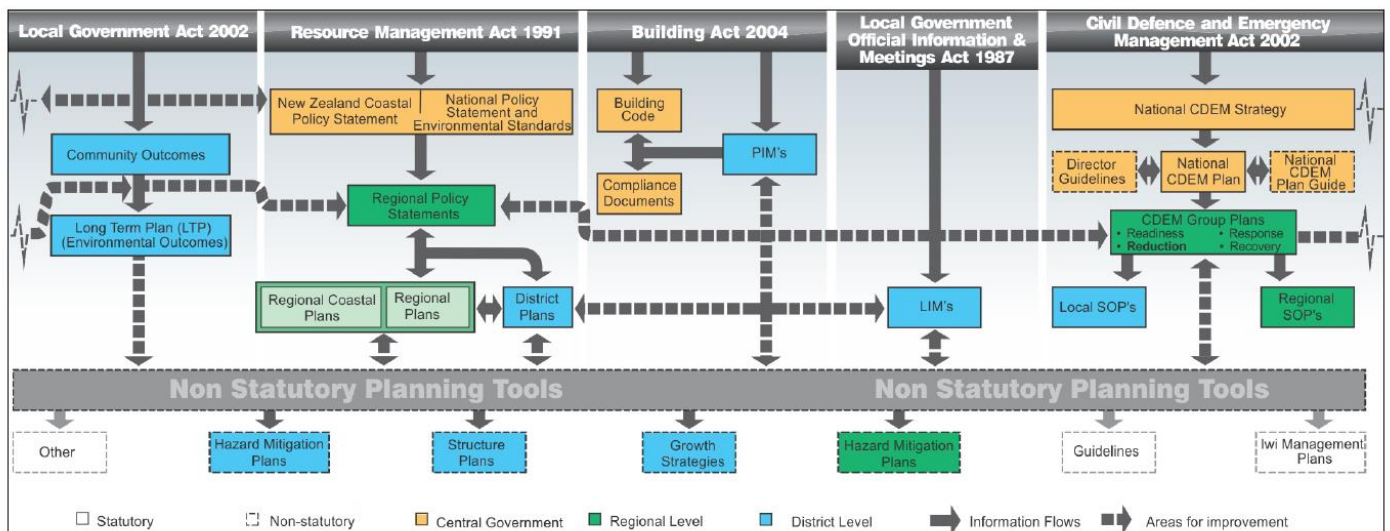 Local Government Act 2002
Resource Management Act 1991
Building Act 2004
Local Government
Official Information &
Meetings Act 1987
Civil Defence and Emergency
Management Act 2002
New Zealand Coastal
Policy Statement
National Policy
Statement and
Environmental Standards
Building
Code
National CDEM Strategy
Community Outcomes
PIM's
Director
Guidelines
National
CDEM Plan
National
CDEM
Plan Guide
Compliance
Documents
Regional Policy
Statements
Long Term Plan (LTP)
(Environmental Outcomes)
CDEM Group Plans
• Readiness
• Response
• Reduction
• Recovery
Regional Coastal
Plans
Regional
Plans
District
Plans
LIM's
Local SOP's
Regional
SOP's
Non Statutory Planning Tools
Non Statutory Planning Tools
Other
Hazard Mitigation
Plans
Structure
Plans
Growth
Strategies
Hazard Mitigation
Plans
Guidelines
Iwi Management
Plans
Statutory
Non-statutory
Central Government
Regional Level
District Level
Information Flows
Areas for improvement